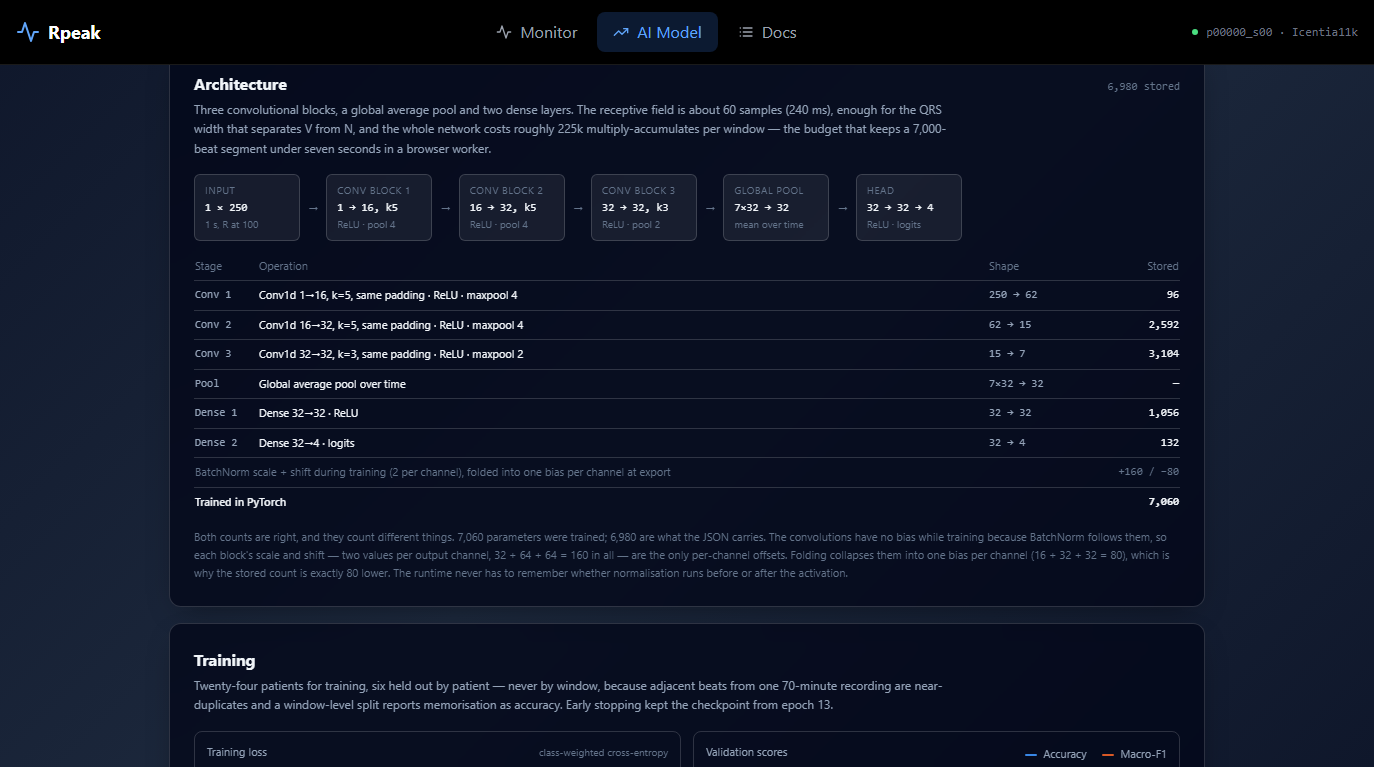 Rpeak
Monitor
AI Model
Docs
p00000_s00 · Icentia11k
Architecture
6,980 stored
Three convolutional blocks, a global average pool and two dense layers. The receptive field is about 60 samples (240 ms), enough for the QRS
width that separates V from N, and the whole network costs roughly 225k multiply-accumulates per window — the budget that keeps a 7,000-
beat segment under seven seconds in a browser worker.
INPUT
1 × 250
1 s, R at 100
→
CONV BLOCK 1
1 → 16, k5
ReLU · pool 4
→
CONV BLOCK 2
16 → 32, k5
ReLU · pool 4
→
CONV BLOCK 3
32 → 32, k3
ReLU · pool 2
→
GLOBAL POOL
7×32 → 32
mean over time
→
HEAD
32 → 32 → 4
ReLU · logits
Stage Operation Shape Stored
Conv 1 Conv1d 1→16, k=5, same padding · ReLU · maxpool 4 250 → 62 96
Conv 2 Conv1d 16→32, k=5, same padding · ReLU · maxpool 4 62 → 15 2,592
Conv 3 Conv1d 32→32, k=3, same padding · ReLU · maxpool 2 15 → 7 3,104
Pool Global average pool over time 7×32 → 32 —
Dense 1 Dense 32→32 · ReLU 32 → 32 1,056
Dense 2 Dense 32→4 · logits 32 → 4 132
BatchNorm scale + shift during training (2 per channel), folded into one bias per channel at export +160 / −80
Trained in PyTorch 7,060
Both counts are right, and they count different things. 7,060 parameters were trained; 6,980 are what the JSON carries. The convolutions have no bias while training because BatchNorm follows them, so
each block's scale and shift — two values per output channel, 32 + 64 + 64 = 160 in all — are the only per-channel offsets. Folding collapses them into one bias per channel (16 + 32 + 32 = 80), which is
why the stored count is exactly 80 lower. The runtime never has to remember whether normalisation runs before or after the activation.
Training
Twenty-four patients for training, six held out by patient — never by window, because adjacent beats from one 70-minute recording are near-
duplicates and a window-level split reports memorisation as accuracy. Early stopping kept the checkpoint from epoch 13.
Training loss
class-weighted cross-entropy
Validation scores
Accuracy
Macro-F1